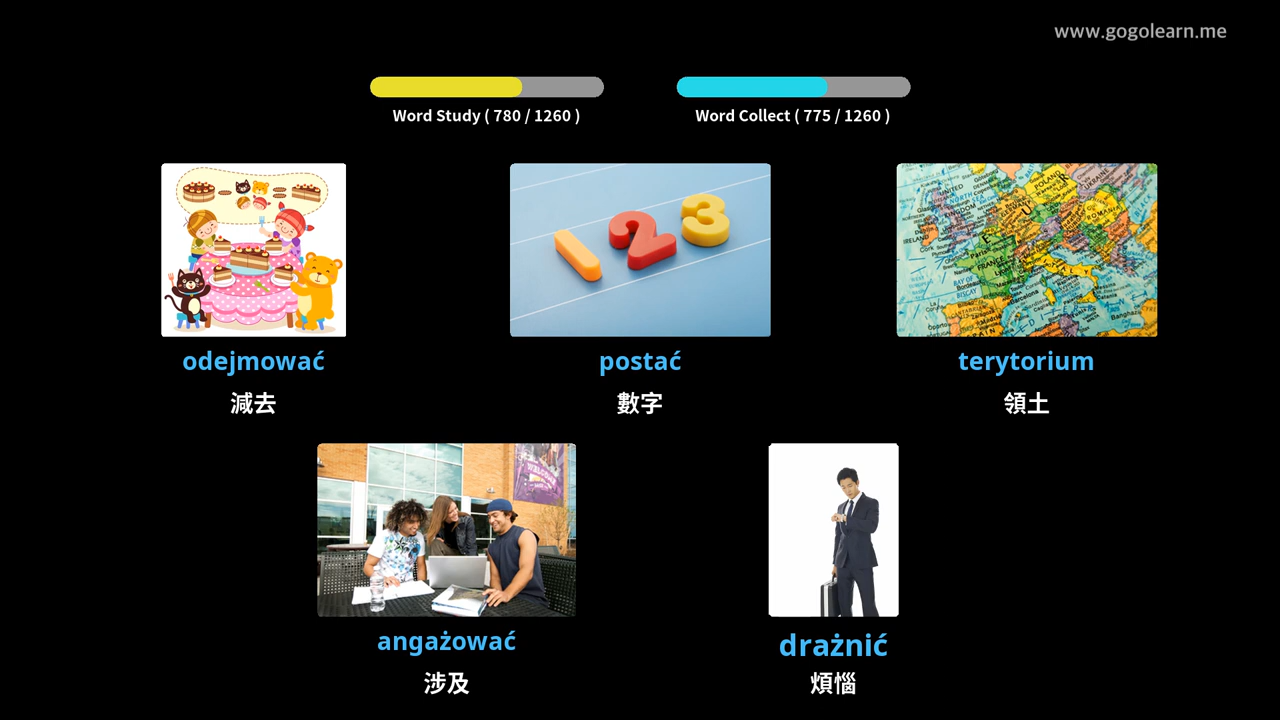 www.gogolearn.me
Word Study ( 780 / 1260 )
Word Collect ( 775 / 1260 )
odejmować
減去
postać
數字
terytorium
領土
angażować
涉及
drażnić
煩惱